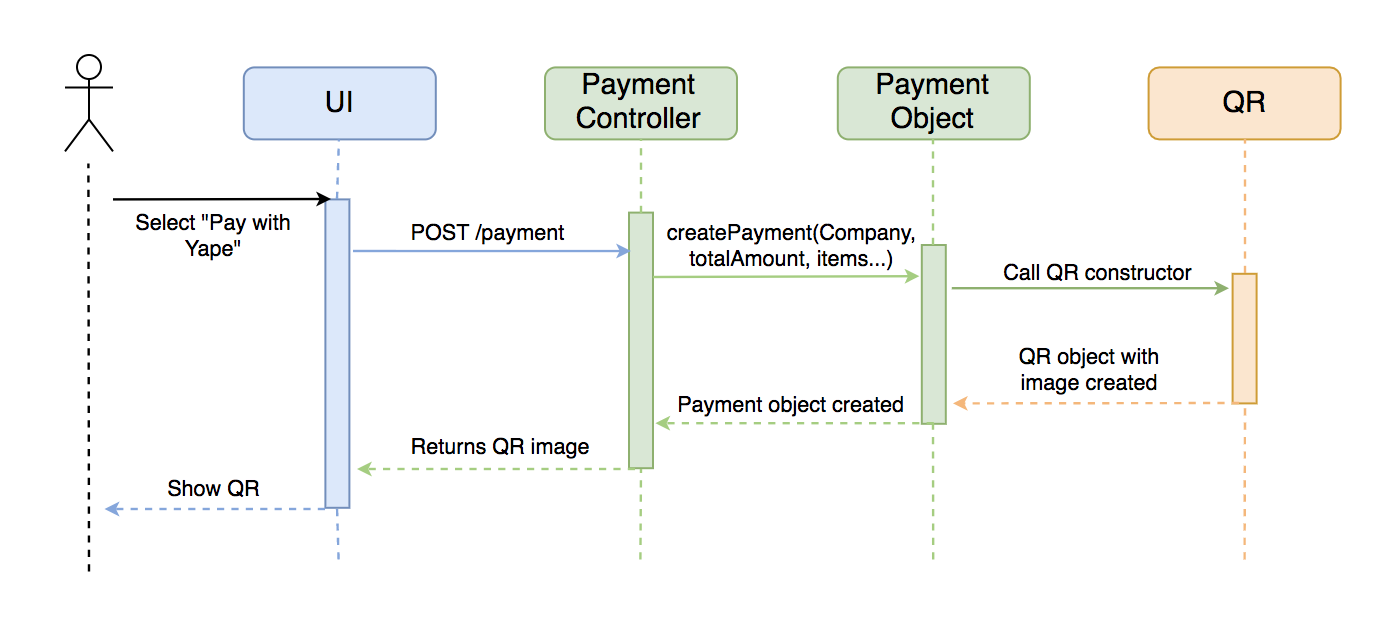 UI
Payment
Controller
Payment
Object
QR
Select "Pay with
Yape"
POST /payment
createPayment(Company,
totalAmount, items...)
Call QR constructor
QR object with
image created
Payment object created
Returns QR image
Show QR